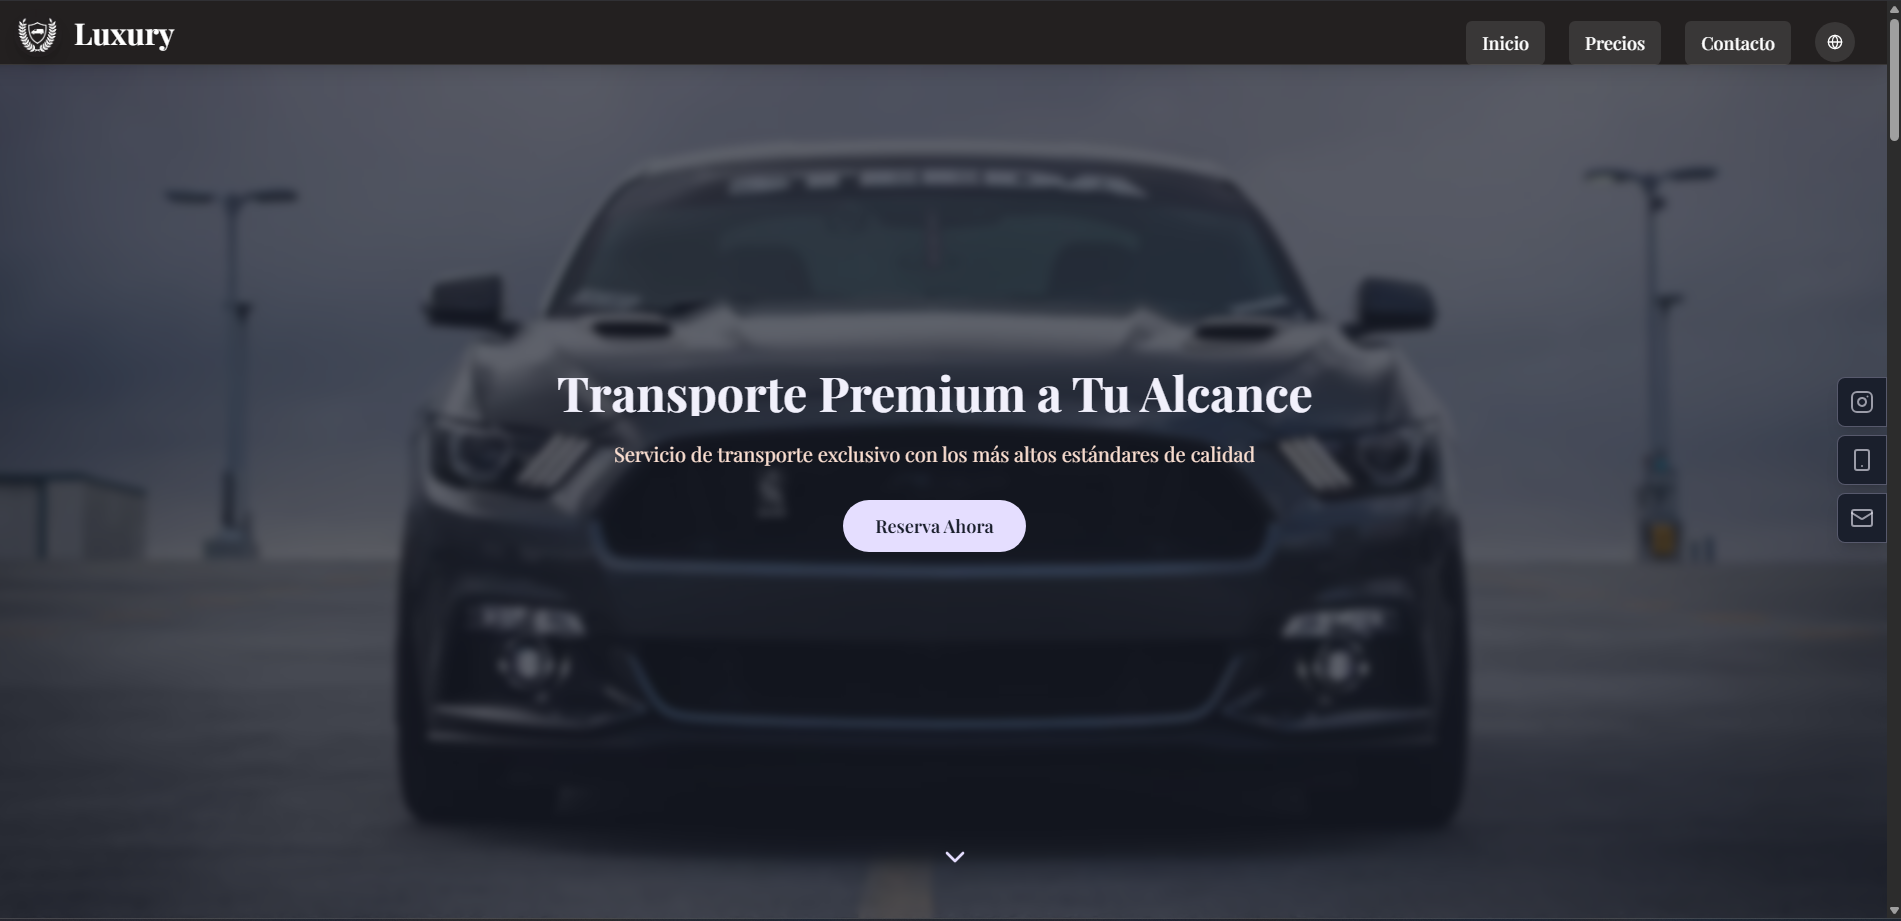 Luxury
Inicio
Precios
Contacto
Transporte Premium a Tu Alcance
Servicio de transporte exclusivo con los más altos estándares de calidad
Reserva Ahora